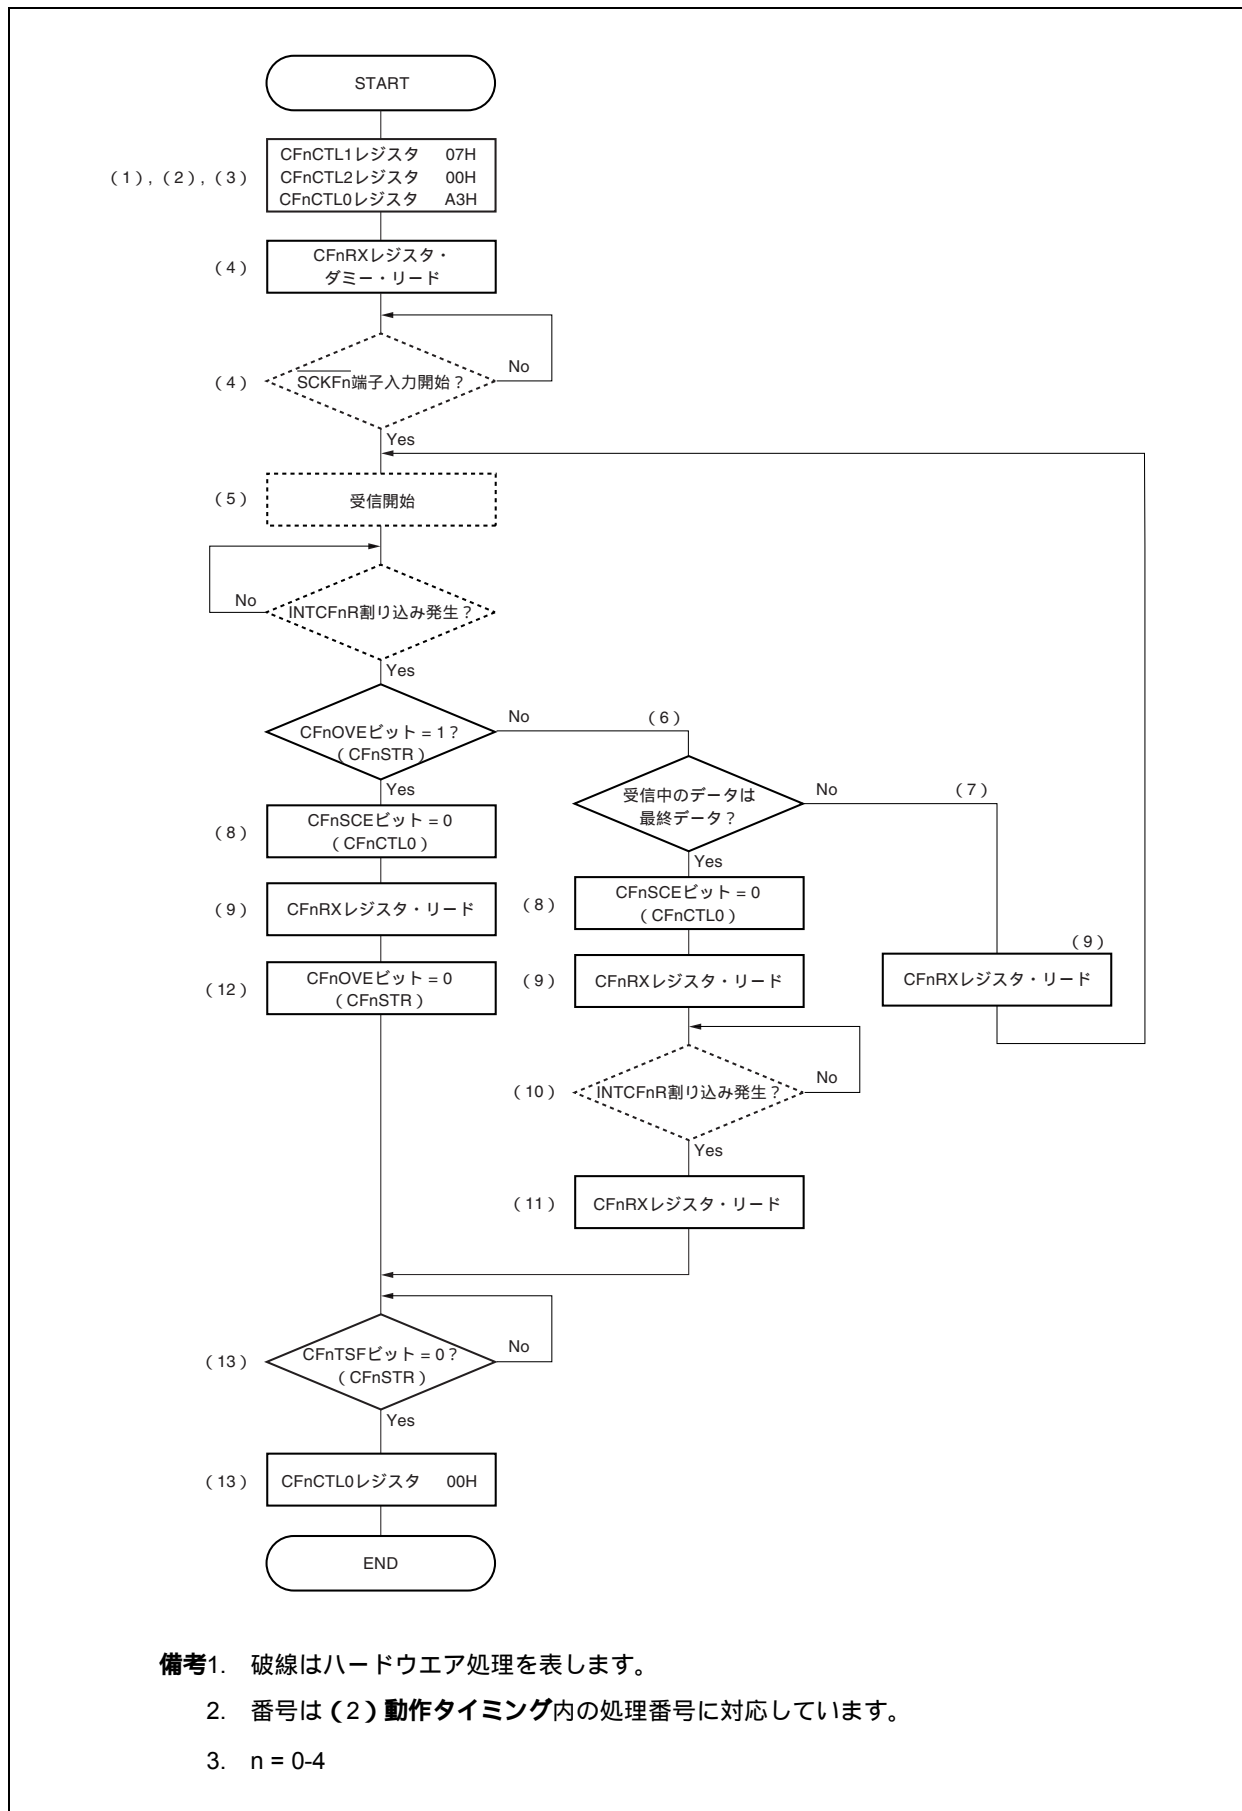 START
(1), (2), (3)
CFnCTL1レジスタ 07H
CFnCTL2レジスタ 00H
CFnCTL0レジスタ A3H
(4)
CFnRXレジスタ・
ダミー・リード
(4)
SCKFn端子入力開始?
No
Yes
(5)
受信開始
No
INTCFnR割り込み発生?
Yes
CFnOVEビット = 1?
(CFnSTR)
No
(6)
Yes
受信中のデータは
最終データ?
No
(7)
Yes
(8)
CFnSCEビット = 0
(CFnCTL0)
(8)
CFnSCEビット = 0
(CFnCTL0)
(9)
CFnRXレジスタ・リード
(9)
CFnRXレジスタ・リード
(9)
CFnRXレジスタ・リード
(12)
CFnOVEビット = 0
(CFnSTR)
(10)
INTCFnR割り込み発生?
No
Yes
(11)
CFnRXレジスタ・リード
(13)
CFnTSFビット = 0?
(CFnSTR)
No
Yes
(13)
CFnCTL0レジスタ 00H
END
備考1. 破線はハードウエア処理を表します。
2. 番号は(2)動作タイミング内の処理番号に対応しています。
3. n = 0-4